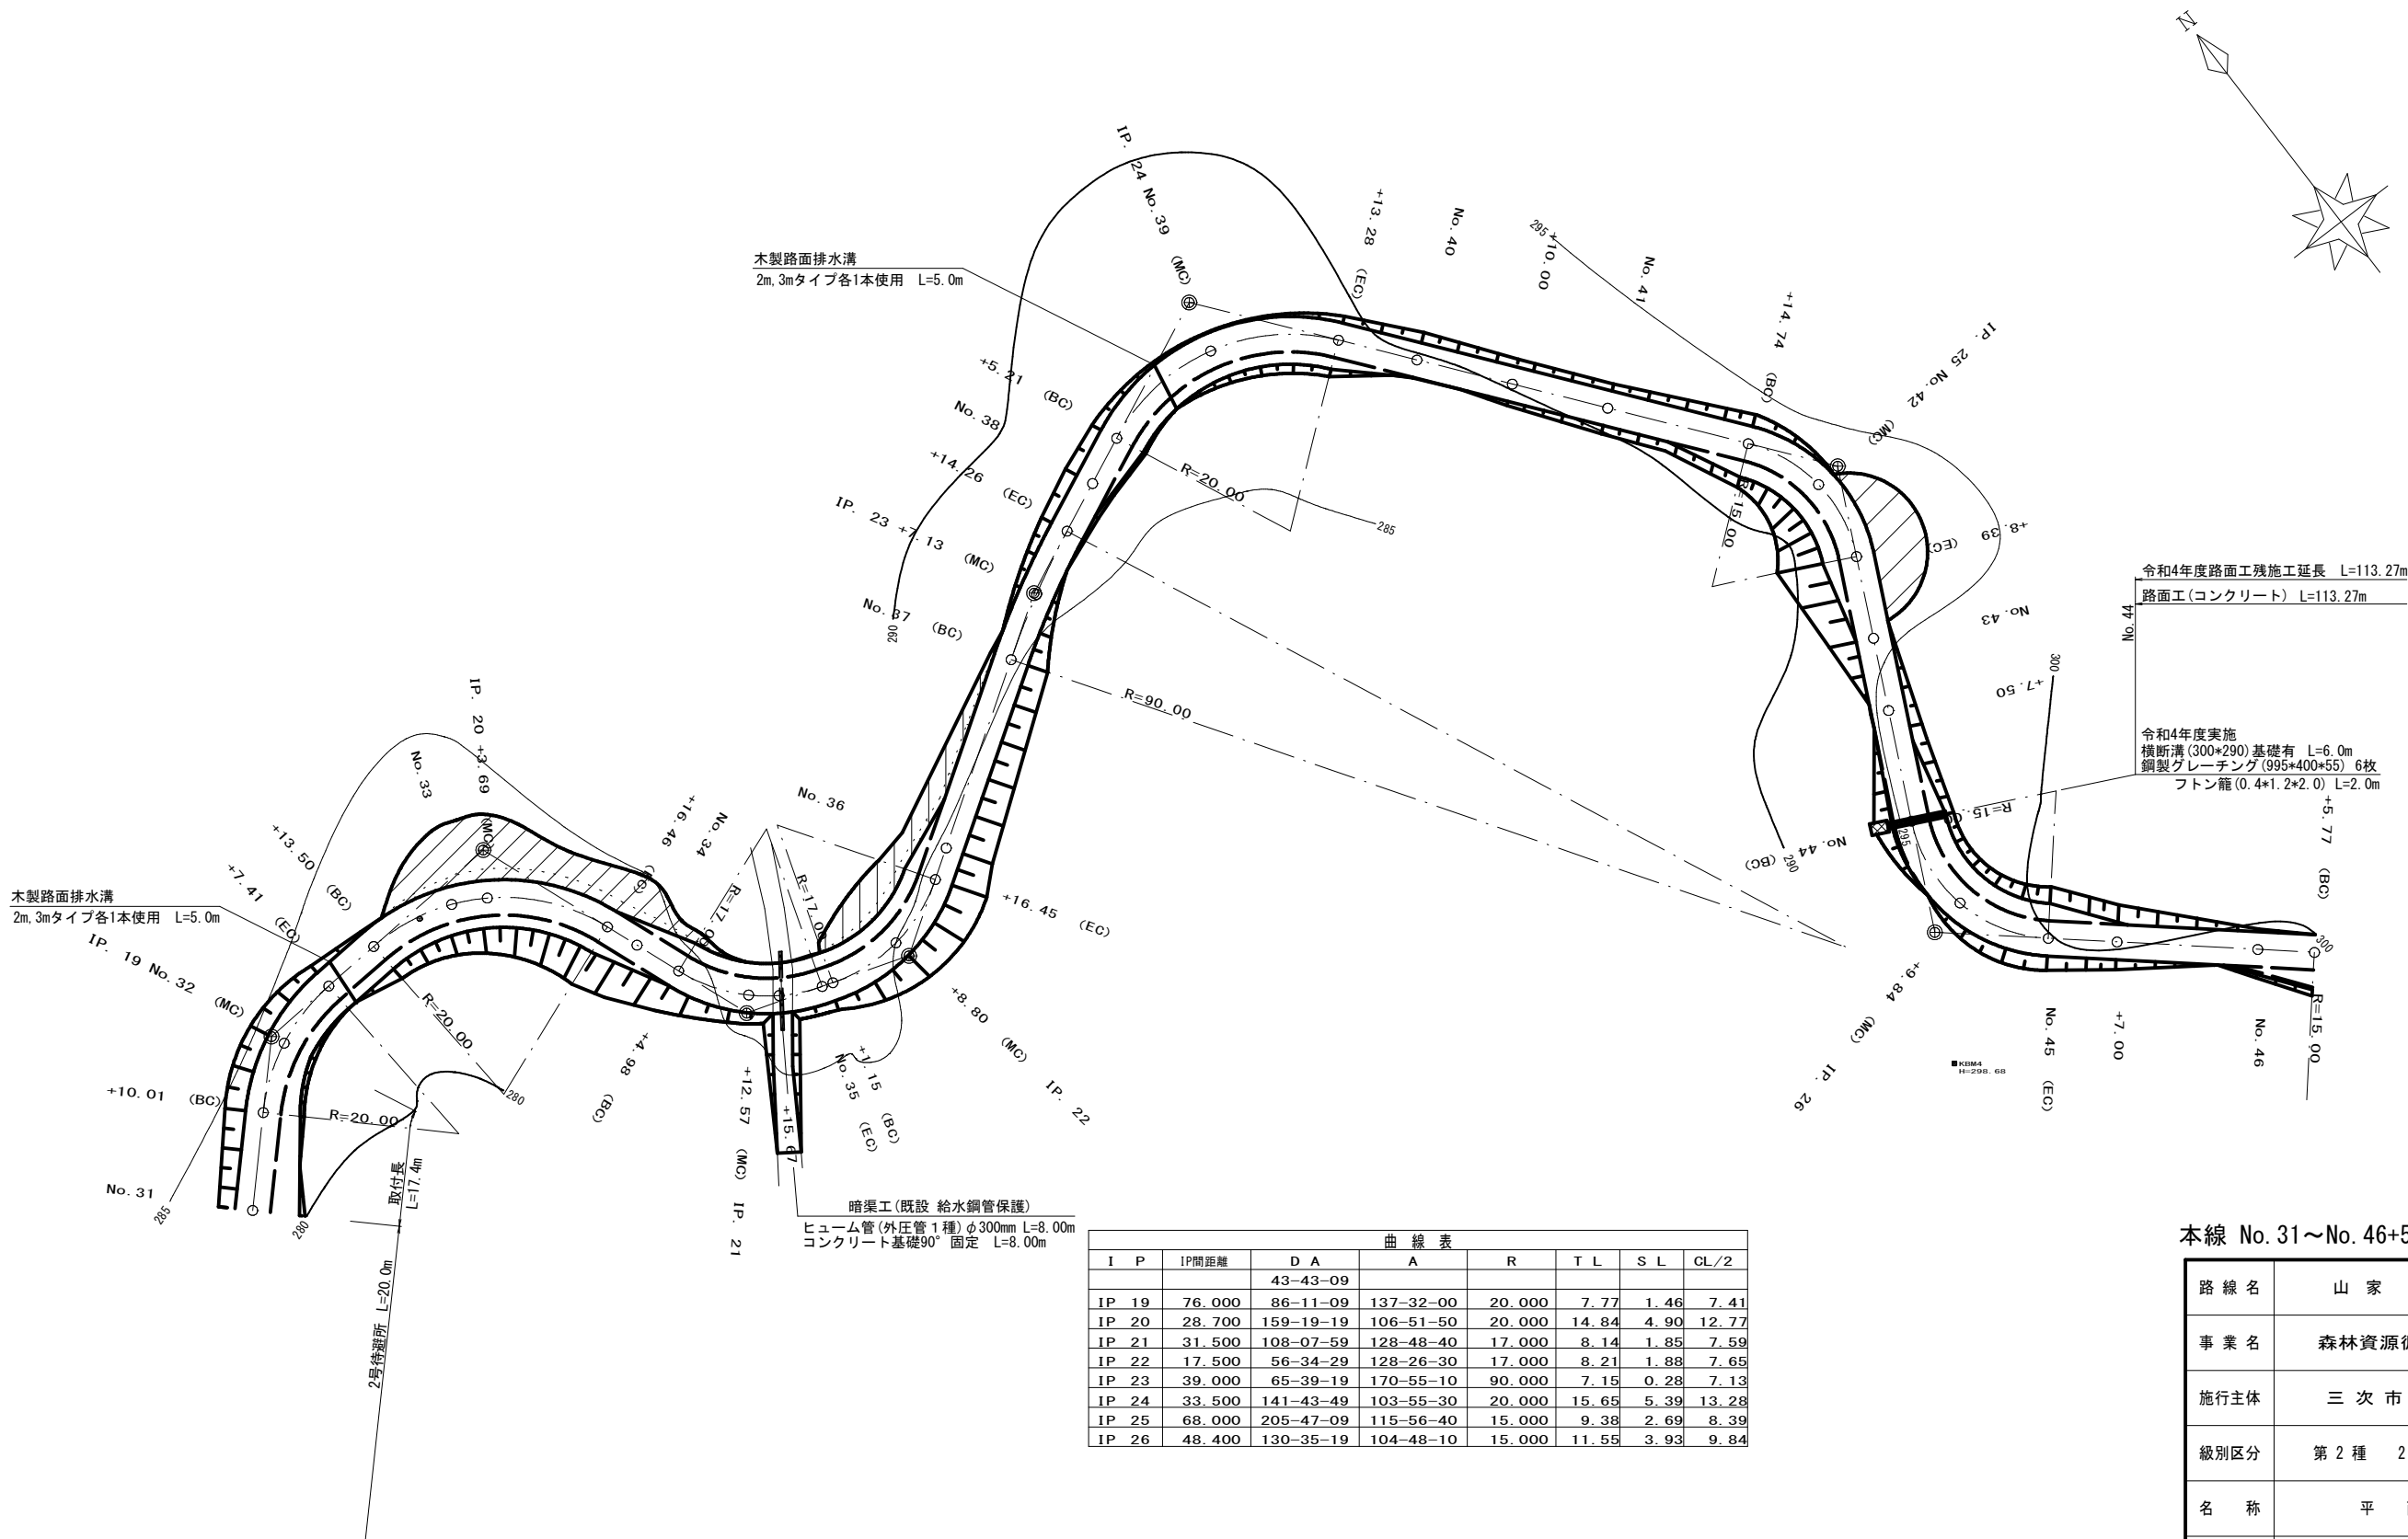 N
IP. 24 No.39 (MC)
+13.28 (EC)
No.40
295
+10.00
No.41
+14.74 (BC)
IP. 25 No.42 (MC)
木製路面排水溝
2m,3mタイプ各1本使用 L=5.0m
+5.21 (BC)
No.38
+14.26 (EC)
IP. 23 +7.13 (MC)
No.37 (BC)
290
R=20.00
285
R=15.00
+8.39 (EC)
No.43
+7.50
300
令和4年度路面工残施工延長 L=113.27m
路面工(コンクリート) L=113.27m
No.44
令和4年度実施
横断溝(300*290)基礎有 L=6.0m
鋼製グレーチング(995*400*55) 6枚
フトン籠(0.4*1.2*2.0) L=2.0m
R=90.00
IP. 20 +3.69 (MC)
No.33
+13.50 (BC)
+7.41 (EC)
木製路面排水溝
2m,3mタイプ各1本使用 L=5.0m
IP. 19 No.32 (MC)
+10.01 (BC)
No.31
285
280
R=20.00
R=20.00
280
取付長
L=17.4m
2号待避所 L=20.0m
+16.46 (EC)
No.34
No.36
R=17.00
R=17.00
+16.45 (EC)
+8.80 (MC) IP. 22
+4.98 (BC)
+12.57 (MC) IP. 21
+15.67
+1.15 (BC)
No.35 (EC)
暗渠工(既設 給水鋼管保護)
ヒューム管(外圧管1種)φ300mm L=8.00m
コンクリート基礎90°固定 L=8.00m
No.44 (BC)
290
295
R=15.00
+9.84 (MC)
IP. 26
KBM4
H=298.68
No.45 (EC)
+7.00
No.46
+5.77 (BC)
300
R=15.00
曲線表
I P IP間距離 D A A R T L S L CL/2
43-43-09
IP 19 76.000 86-11-09 137-32-00 20.000 7.77 1.46 7.41
IP 20 28.700 159-19-19 106-51-50 20.000 14.84 4.90 12.77
IP 21 31.500 108-07-59 128-48-40 17.000 8.14 1.85 7.59
IP 22 17.500 56-34-29 128-26-30 17.000 8.21 1.88 7.65
IP 23 39.000 65-39-19 170-55-10 90.000 7.15 0.28 7.13
IP 24 33.500 141-43-49 103-55-30 20.000 15.65 5.39 13.28
IP 25 68.000 205-47-09 115-56-40 15.000 9.38 2.69 8.39
IP 26 48.400 130-35-19 104-48-10 15.000 11.55 3.93 9.84
本線 No.31～No.46+5
路線名 山家
事業名 森林資源
施行主体 三次市
級別区分 第2種 2
名称 平